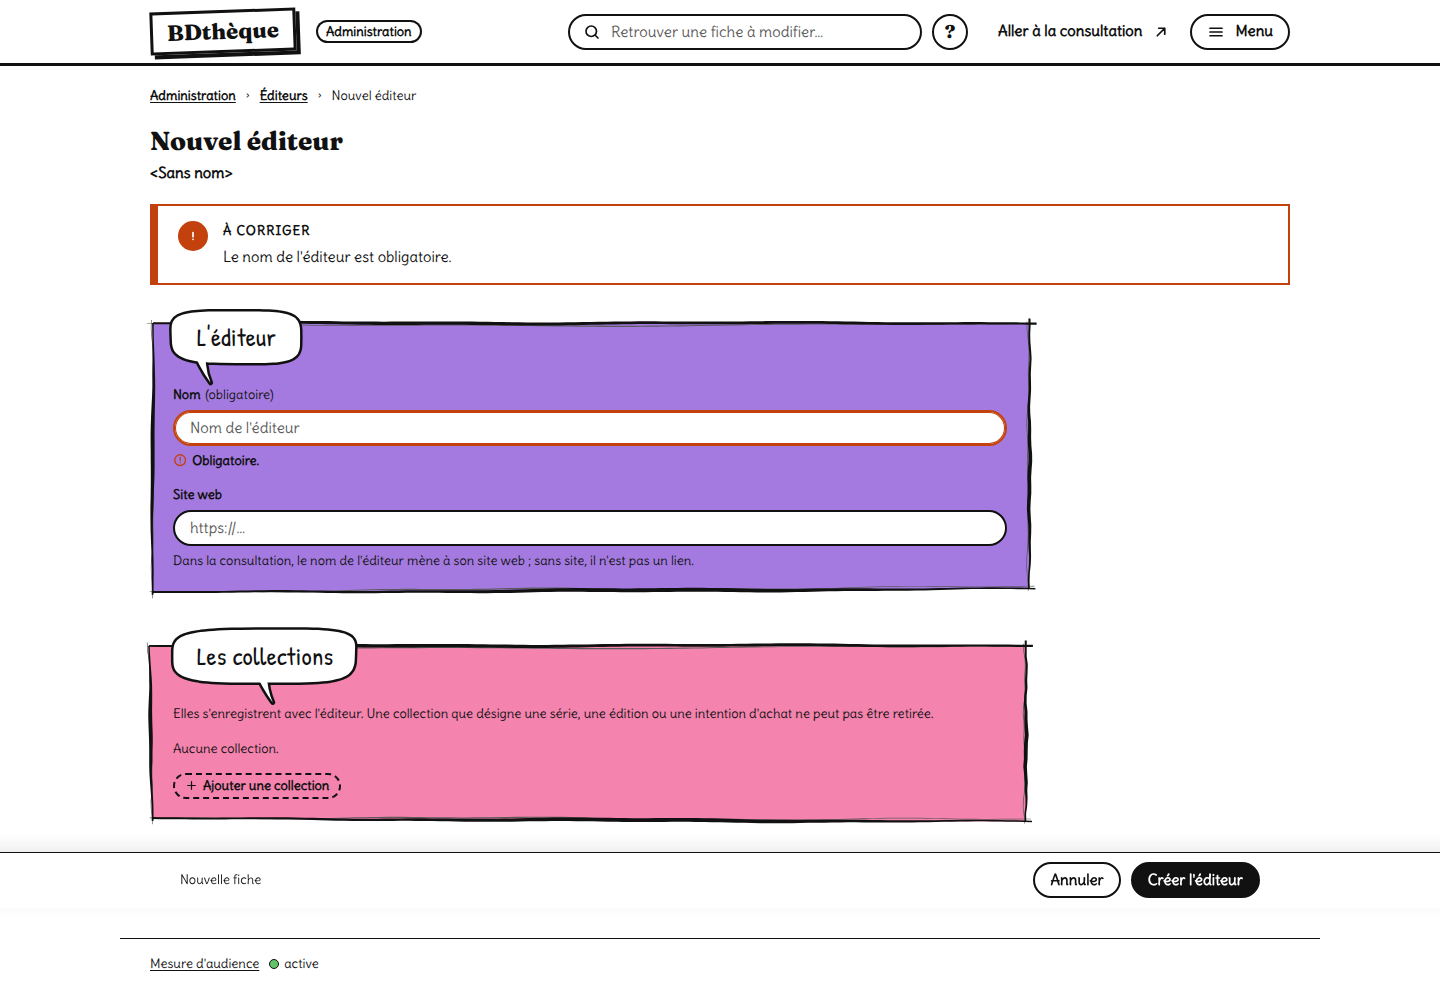 BDthèque
Administration
Retrouver une fiche à modifier...
?
Aller à la consultation
Menu
Administration › Éditeurs › Nouvel éditeur
Nouvel éditeur
<Sans nom>
À CORRIGER
Le nom de l'éditeur est obligatoire.
L'éditeur
Nom (obligatoire)
Nom de l'éditeur
Obligatoire.
Site web
https://...
Dans la consultation, le nom de l'éditeur mène à son site web ; sans site, il n'est pas un lien.
Les collections
Elles s'enregistrent avec l'éditeur. Une collection que désigne une série, une édition ou une intention d'achat ne peut pas être retirée.
Aucune collection.
Ajouter une collection
Nouvelle fiche
Annuler
Créer l'éditeur
Mesure d'audience
active